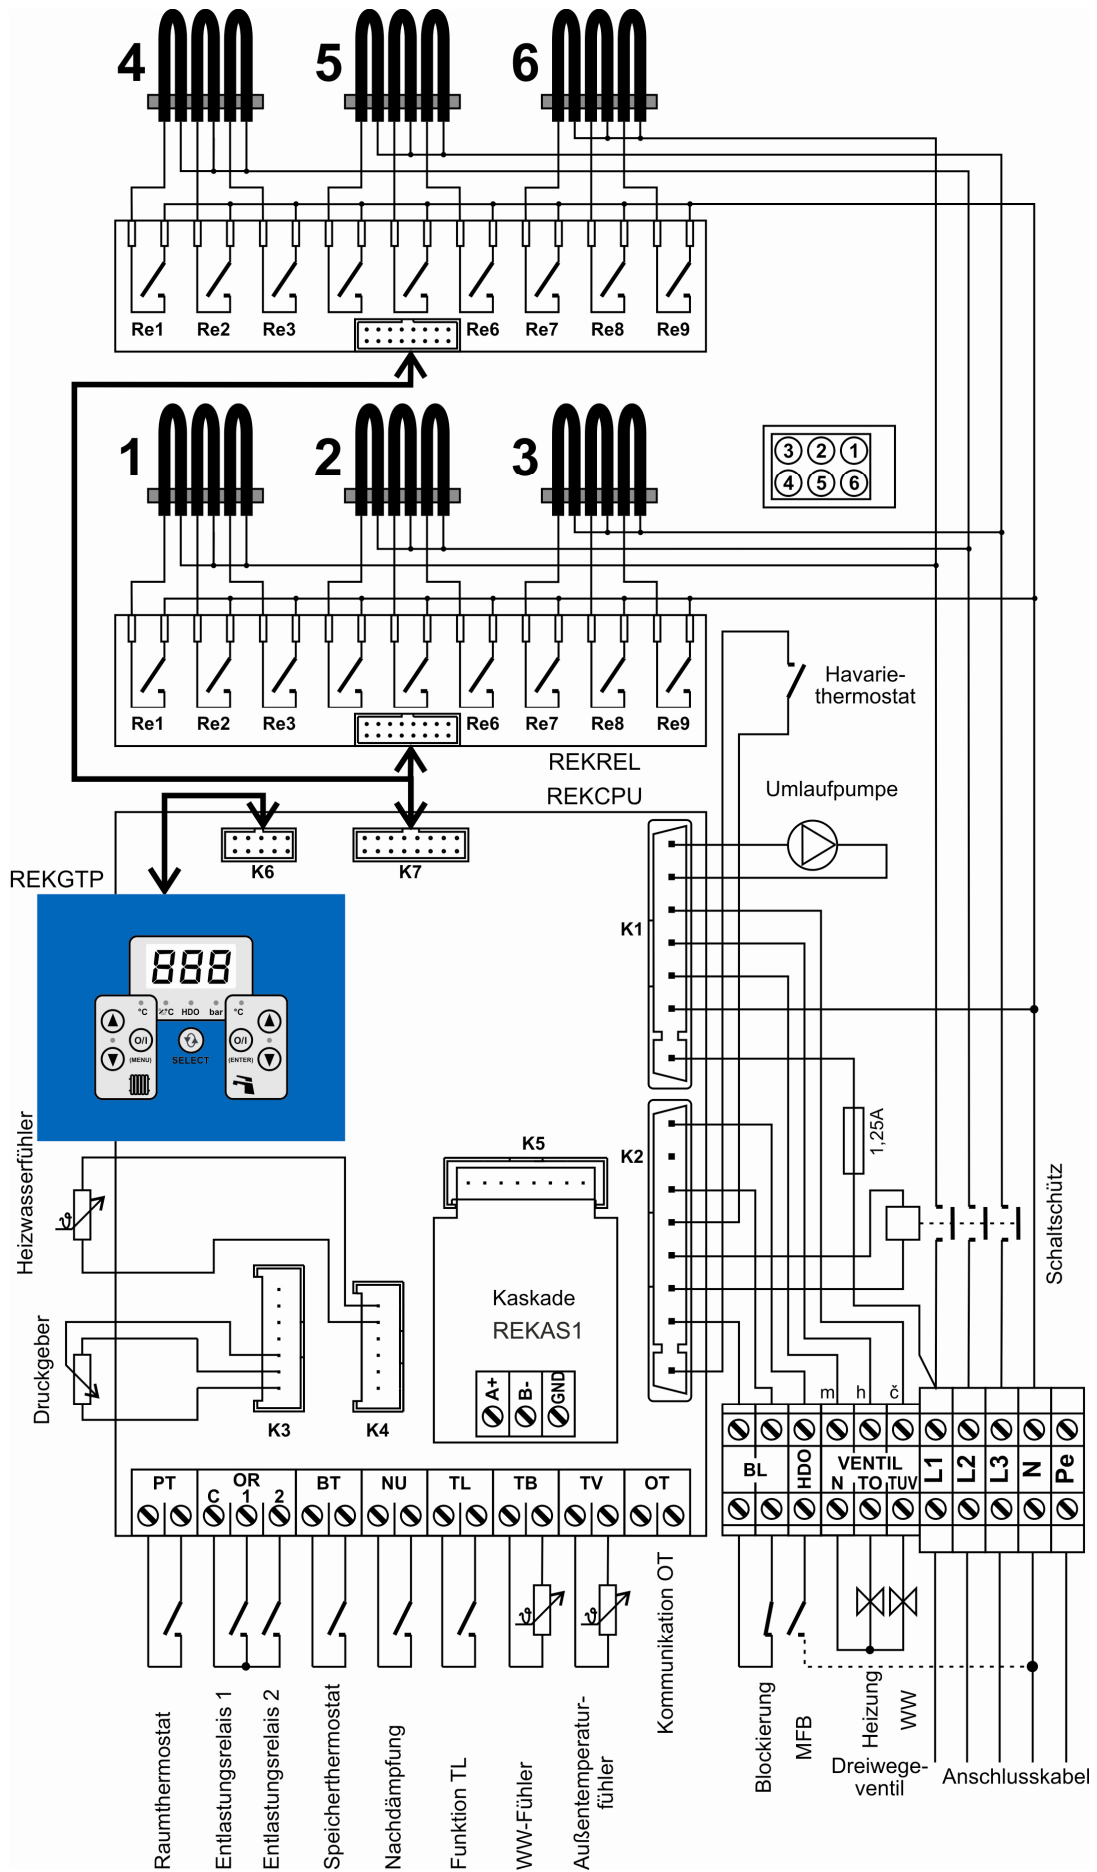 4 5 6
Re1 Re2 Re3 Re6 Re7 Re8 Re9
1 2 3
3 2 1
4 5 6
Re1 Re2 Re3 Re6 Re7 Re8 Re9
Havarie-
thermostat
REKREL
REKCPU
Umlaufpumpe
K6 K7
REKGTP
K1
888
°C °C HDO bar °C
O/I O/I
(MENU) SELECT (ENTER)
1,25A
K5
K2
Heizwasserfühler
Schaltschütz
Kaskade
REKAS1
Druckgeber
A+ B- GND
K3 K4
m h č
BL HDO VENTIL
N TO TUV
L1 L2 L3 N Pe
PT OR BT NU TL TB TV OT
C 1 2
Raumthermostat
Entlastungsrelais 1
Entlastungsrelais 2
Speicherthermostat
Nachdämpfung
Funktion TL
WW-Fühler
Außentemperatur-
fühler
Kommunikation OT
Blockierung
MFB
Heizung
WW
Dreiwege-
ventil
Anschlusskabel